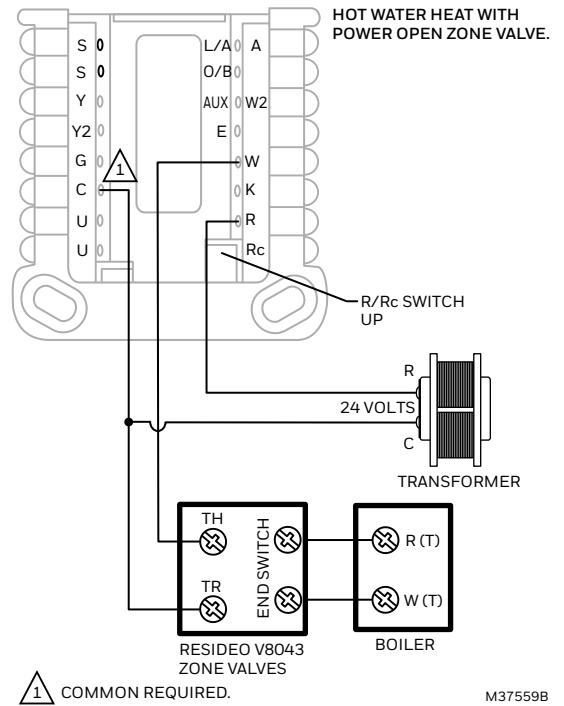 HOT WATER HEAT WITH
POWER OPEN ZONE VALVE.
S L/A A
S O/B
Y AUX W2
Y2 E
G 1 W
C K
U R
U Rc
R/Rc SWITCH
UP
R
24 VOLTS
C
TRANSFORMER
TH
TR
END SWITCH
R (T)
W (T)
RESIDEO V8043
ZONE VALVES
BOILER
1 COMMON REQUIRED.
M37559B